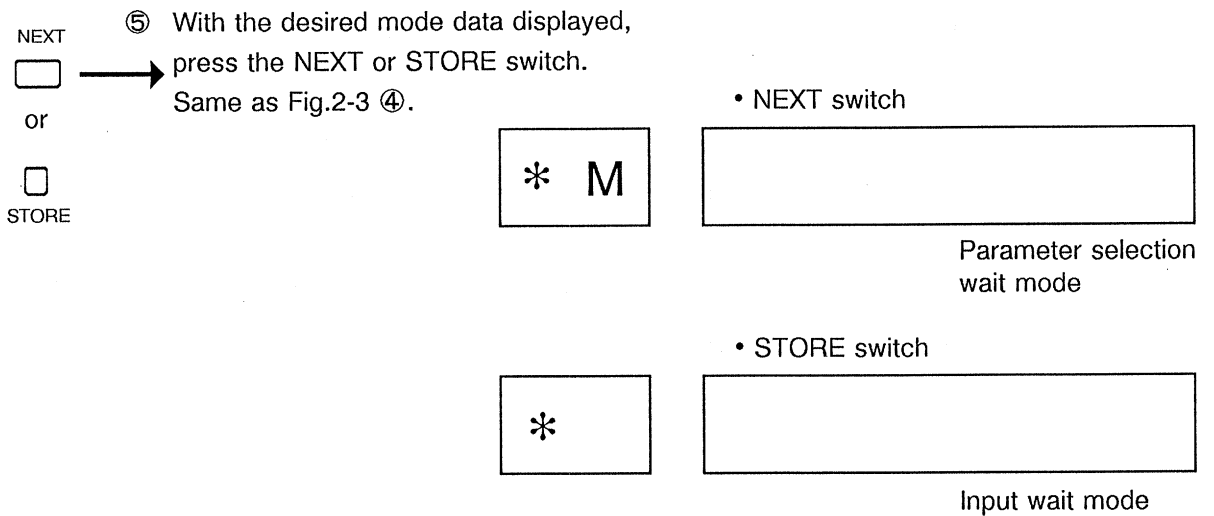 NEXT
or
STORE
⑤ With the desired mode data displayed,
press the NEXT or STORE switch.
Same as Fig.2-3 ④.
• NEXT switch
* M
Parameter selection
wait mode
• STORE switch
*
Input wait mode